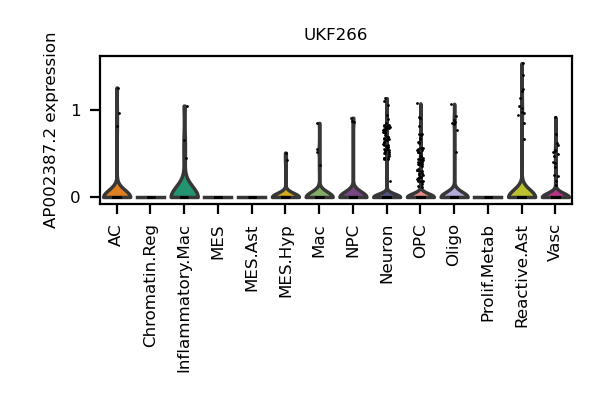 UKF266
AP002387.2 expression
1
0
AC
Chromatin.Reg
Inflammatory.Mac
MES
MES.Ast
MES.Hyp
Mac
NPC
Neuron
OPC
Oligo
Prolif.Metab
Reactive.Ast
Vasc